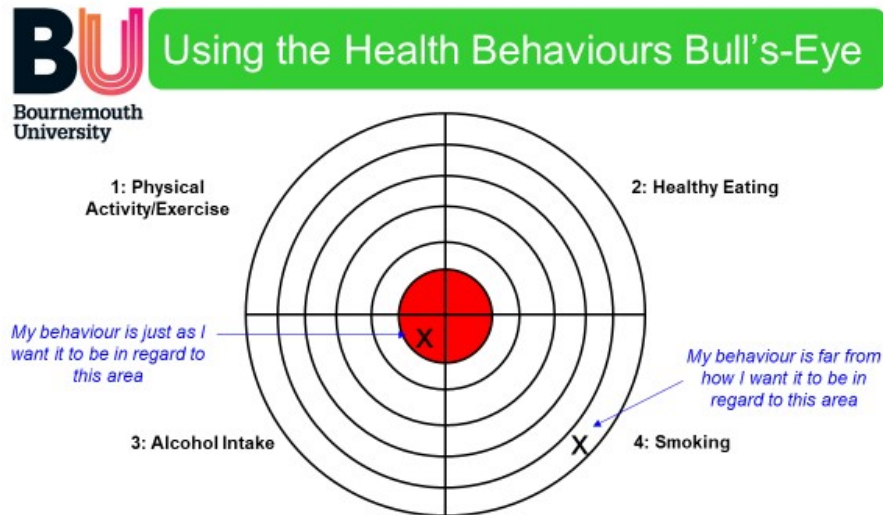 BU
Bournemouth
University
Using the Health Behaviours Bull's-Eye
1: Physical
Activity/Exercise
2: Healthy Eating
My behaviour is just as I
want it to be in regard to
this area
X
My behaviour is far from
how I want it to be in
regard to this area
3: Alcohol Intake
X
4: Smoking